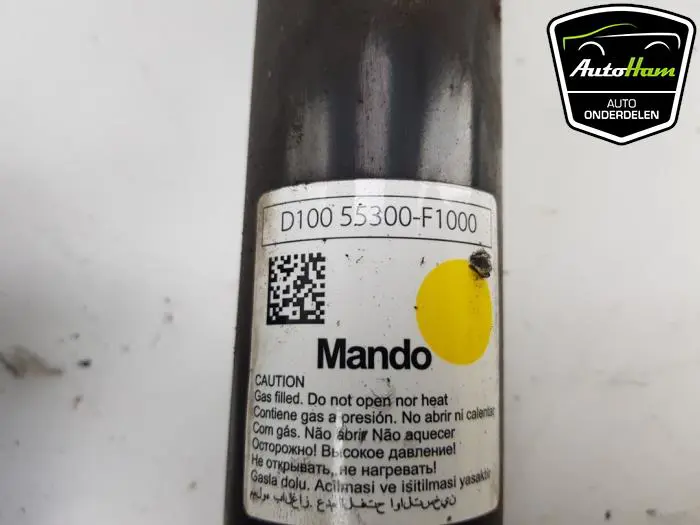 AutoHam
AUTO
ONDERDELEN
D100 55300-F1000
Mando
CAUTION
Gas filled. Do not open nor heat
Contiene gas a presión. No abrir ni calentar
Com gás. Não abrir Não aquecer
Осторожно! Высокое давление!
Не открывать, не нагревать!
Gasla dolu. Acilmasi ve isitilmasi yasaktir